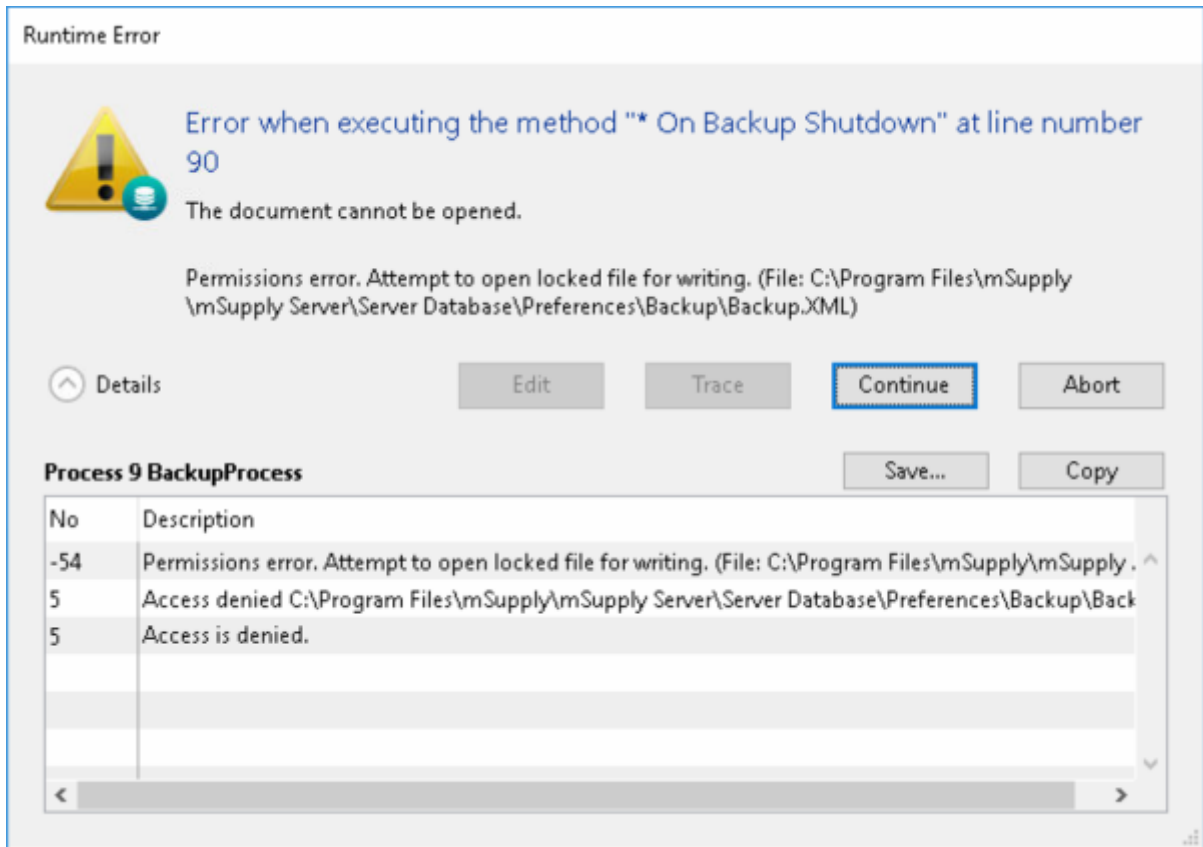 Runtime Error
Error when executing the method "* On Backup Shutdown" at line number
90
The document cannot be opened.
Permissions error. Attempt to open locked file for writing. (File: C:\Program Files\mSupply
\mSupply Server\Server Database\Preferences\Backup\Backup.XML)
Details
Edit
Trace
Continue
Abort
Process 9 BackupProcess
Save...
Copy
No Description
-54 Permissions error. Attempt to open locked file for writing. (File: C:\Program Files\mSupply\mSupply .
5 Access denied C:\Program Files\mSupply\mSupply Server\Server Database\Preferences\Backup\Back
5 Access is denied.